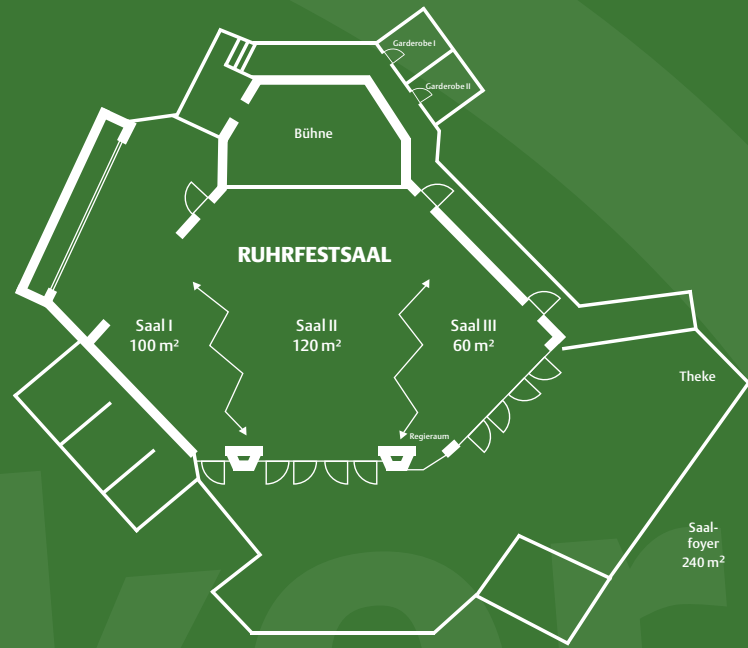 Garderobe I
Garderobe II
Bühne
RUHRFESTSAAL
Saal I
100 m²
Saal II
120 m²
Saal III
60 m²
Theke
Regieraum
Saal-
foyer
240 m²